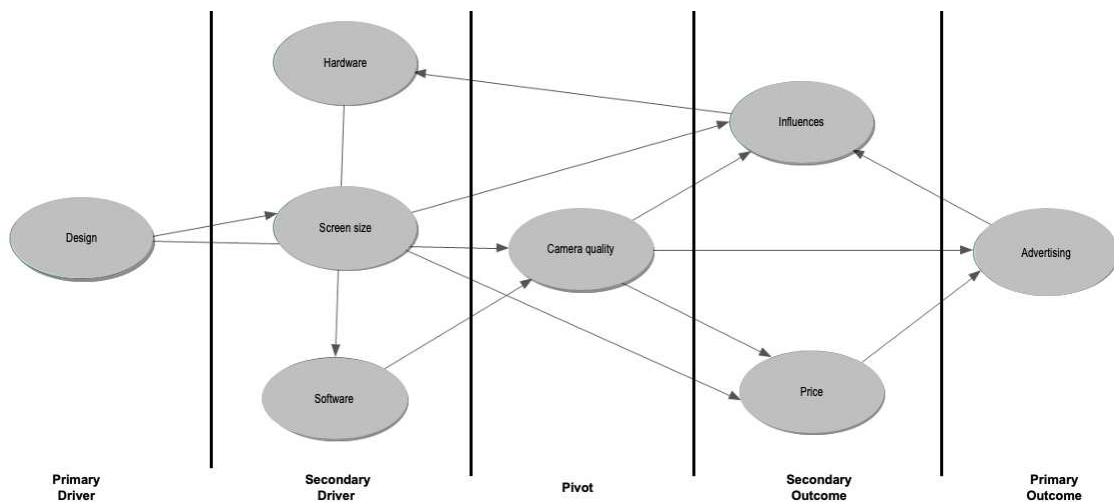 Hardware
Influences
Screen size
Design
Camera quality
Advertising
Software
Price
Primary
Driver
Secondary
Driver
Pivot
Secondary
Outcome
Primary
Outcome